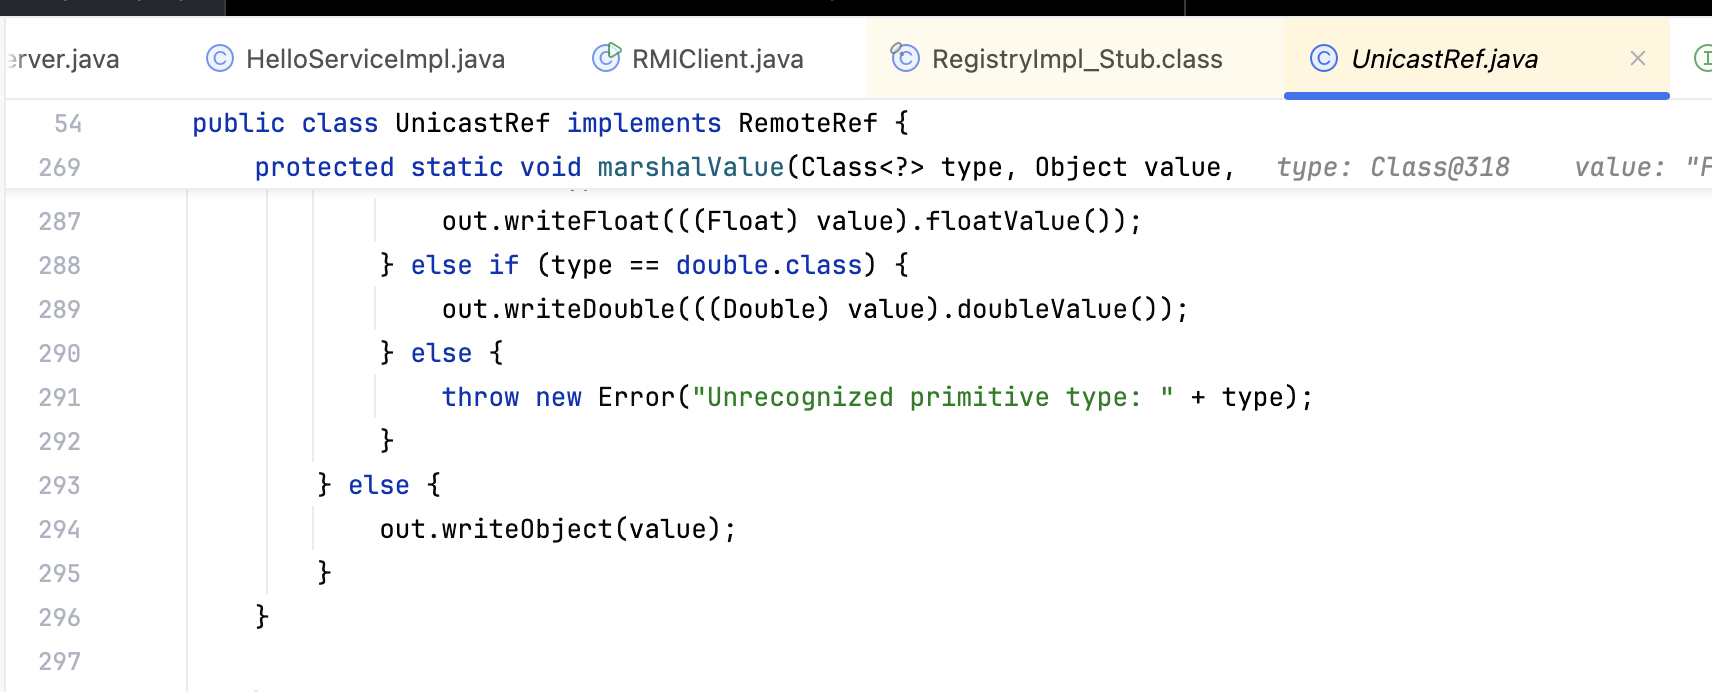 erver.java HelloServiceImpl.java RMIClient.java RegistryImpl_Stub.class UnicastRef.java
54 public class UnicastRef implements RemoteRef {
269 protected static void marshalValue(Class<?> type, Object value, type: Class@318 value: "F
287 out.writeFloat(((Float) value).floatValue());
288 } else if (type == double.class) {
289 out.writeDouble(((Double) value).doubleValue());
290 } else {
291 throw new Error("Unrecognized primitive type: " + type);
292 }
293 } else {
294 out.writeObject(value);
295 }
296 }
297